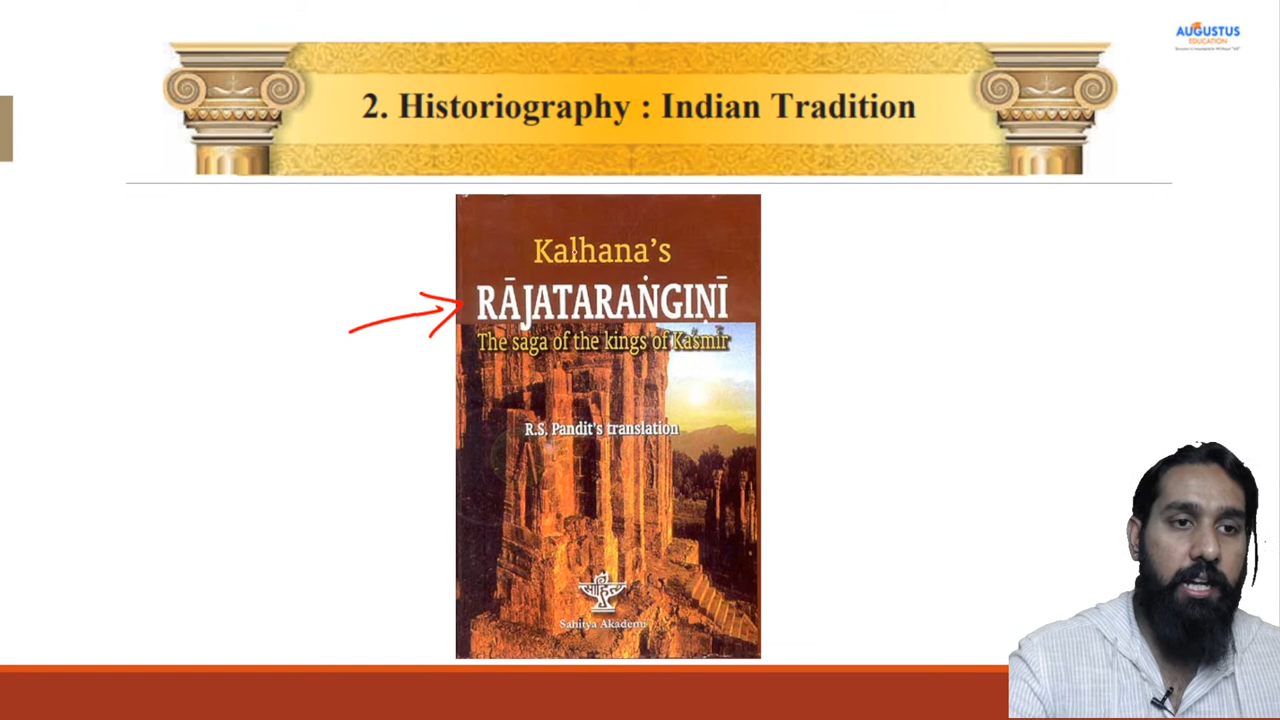 AUGUSTUS
EDUCATION
2. Historiography : Indian Tradition
Kalhana's
RĀJATARAṄGIṆĪ
The saga of the kings of Kaśmīr
R.S. Pandit's translation
साहित्य
Sahitya Akademi